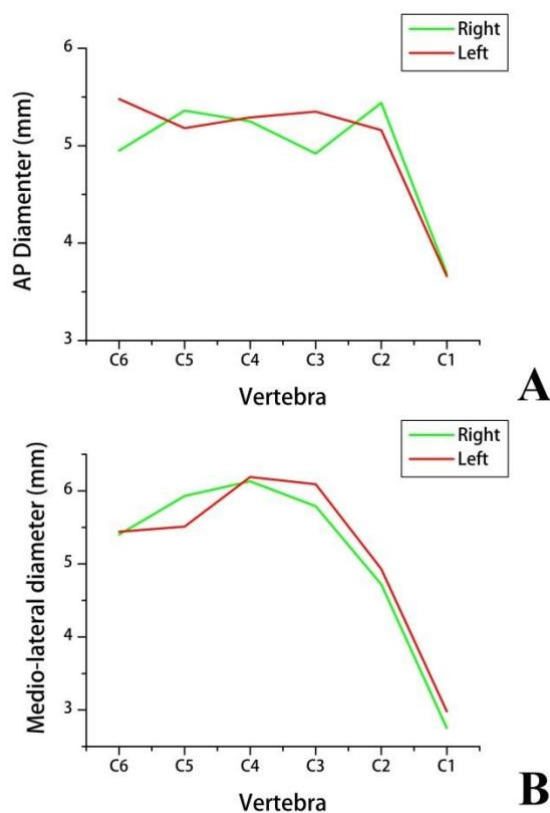 Right
Left
6
5
4
3
AP Diamenter (mm)
C6 C5 C4 C3 C2 C1
Vertebra
A
Right
Left
6
5
4
3
Medio-lateral diameter (mm)
C6 C5 C4 C3 C2 C1
Vertebra
B